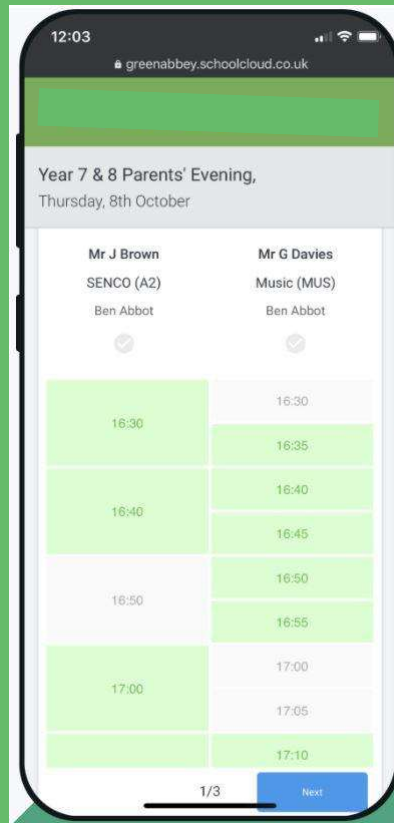 12:03
greenabbey.schoolcloud.co.uk
Year 7 & 8 Parents' Evening,
Thursday, 8th October
Mr J Brown
SENCO (A2)
Ben Abbot
Mr G Davies
Music (MUS)
Ben Abbot
16:30
16:40
16:50
17:00
16:30
16:35
16:40
16:45
16:50
16:55
17:00
17:05
17:10
1/3
Next